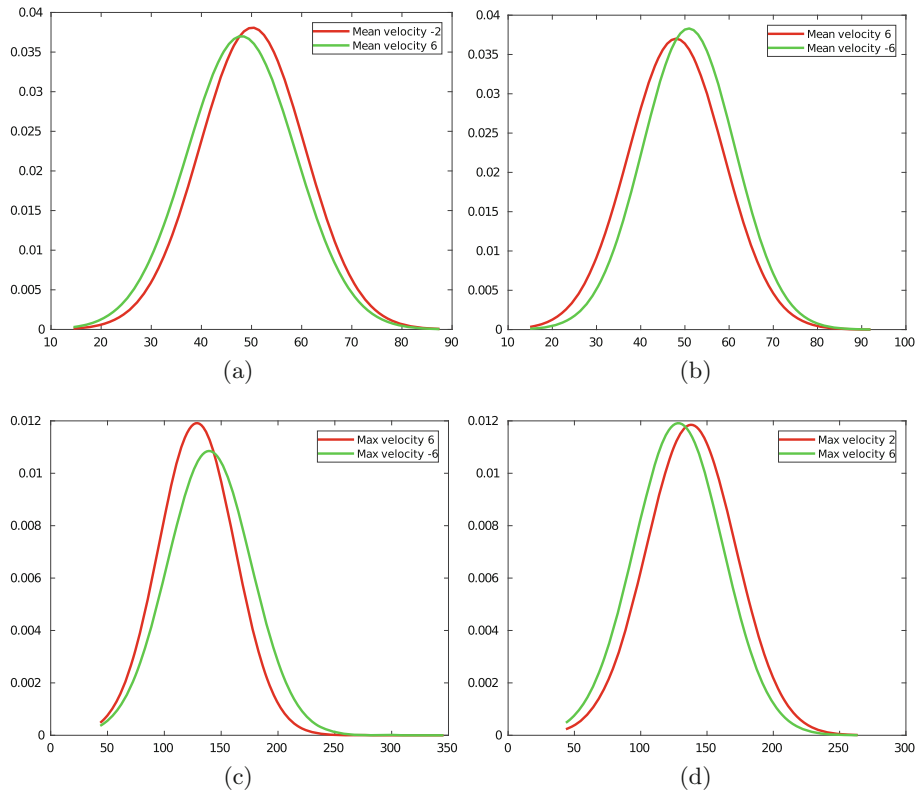 Mean velocity -2
Mean velocity 6
0.04
0.035
0.03
0.025
0.02
0.015
0.01
0.005
0
10 20 30 40 50 60 70 80 90
(a)
Mean velocity 6
Mean velocity -6
0.04
0.035
0.03
0.025
0.02
0.015
0.01
0.005
0
10 20 30 40 50 60 70 80 90 100
(b)
Max velocity 6
Max velocity -6
0.012
0.01
0.008
0.006
0.004
0.002
0
0 50 100 150 200 250 300 350
(c)
Max velocity 2
Max velocity 6
0.012
0.01
0.008
0.006
0.004
0.002
0
0 50 100 150 200 250 300
(d)